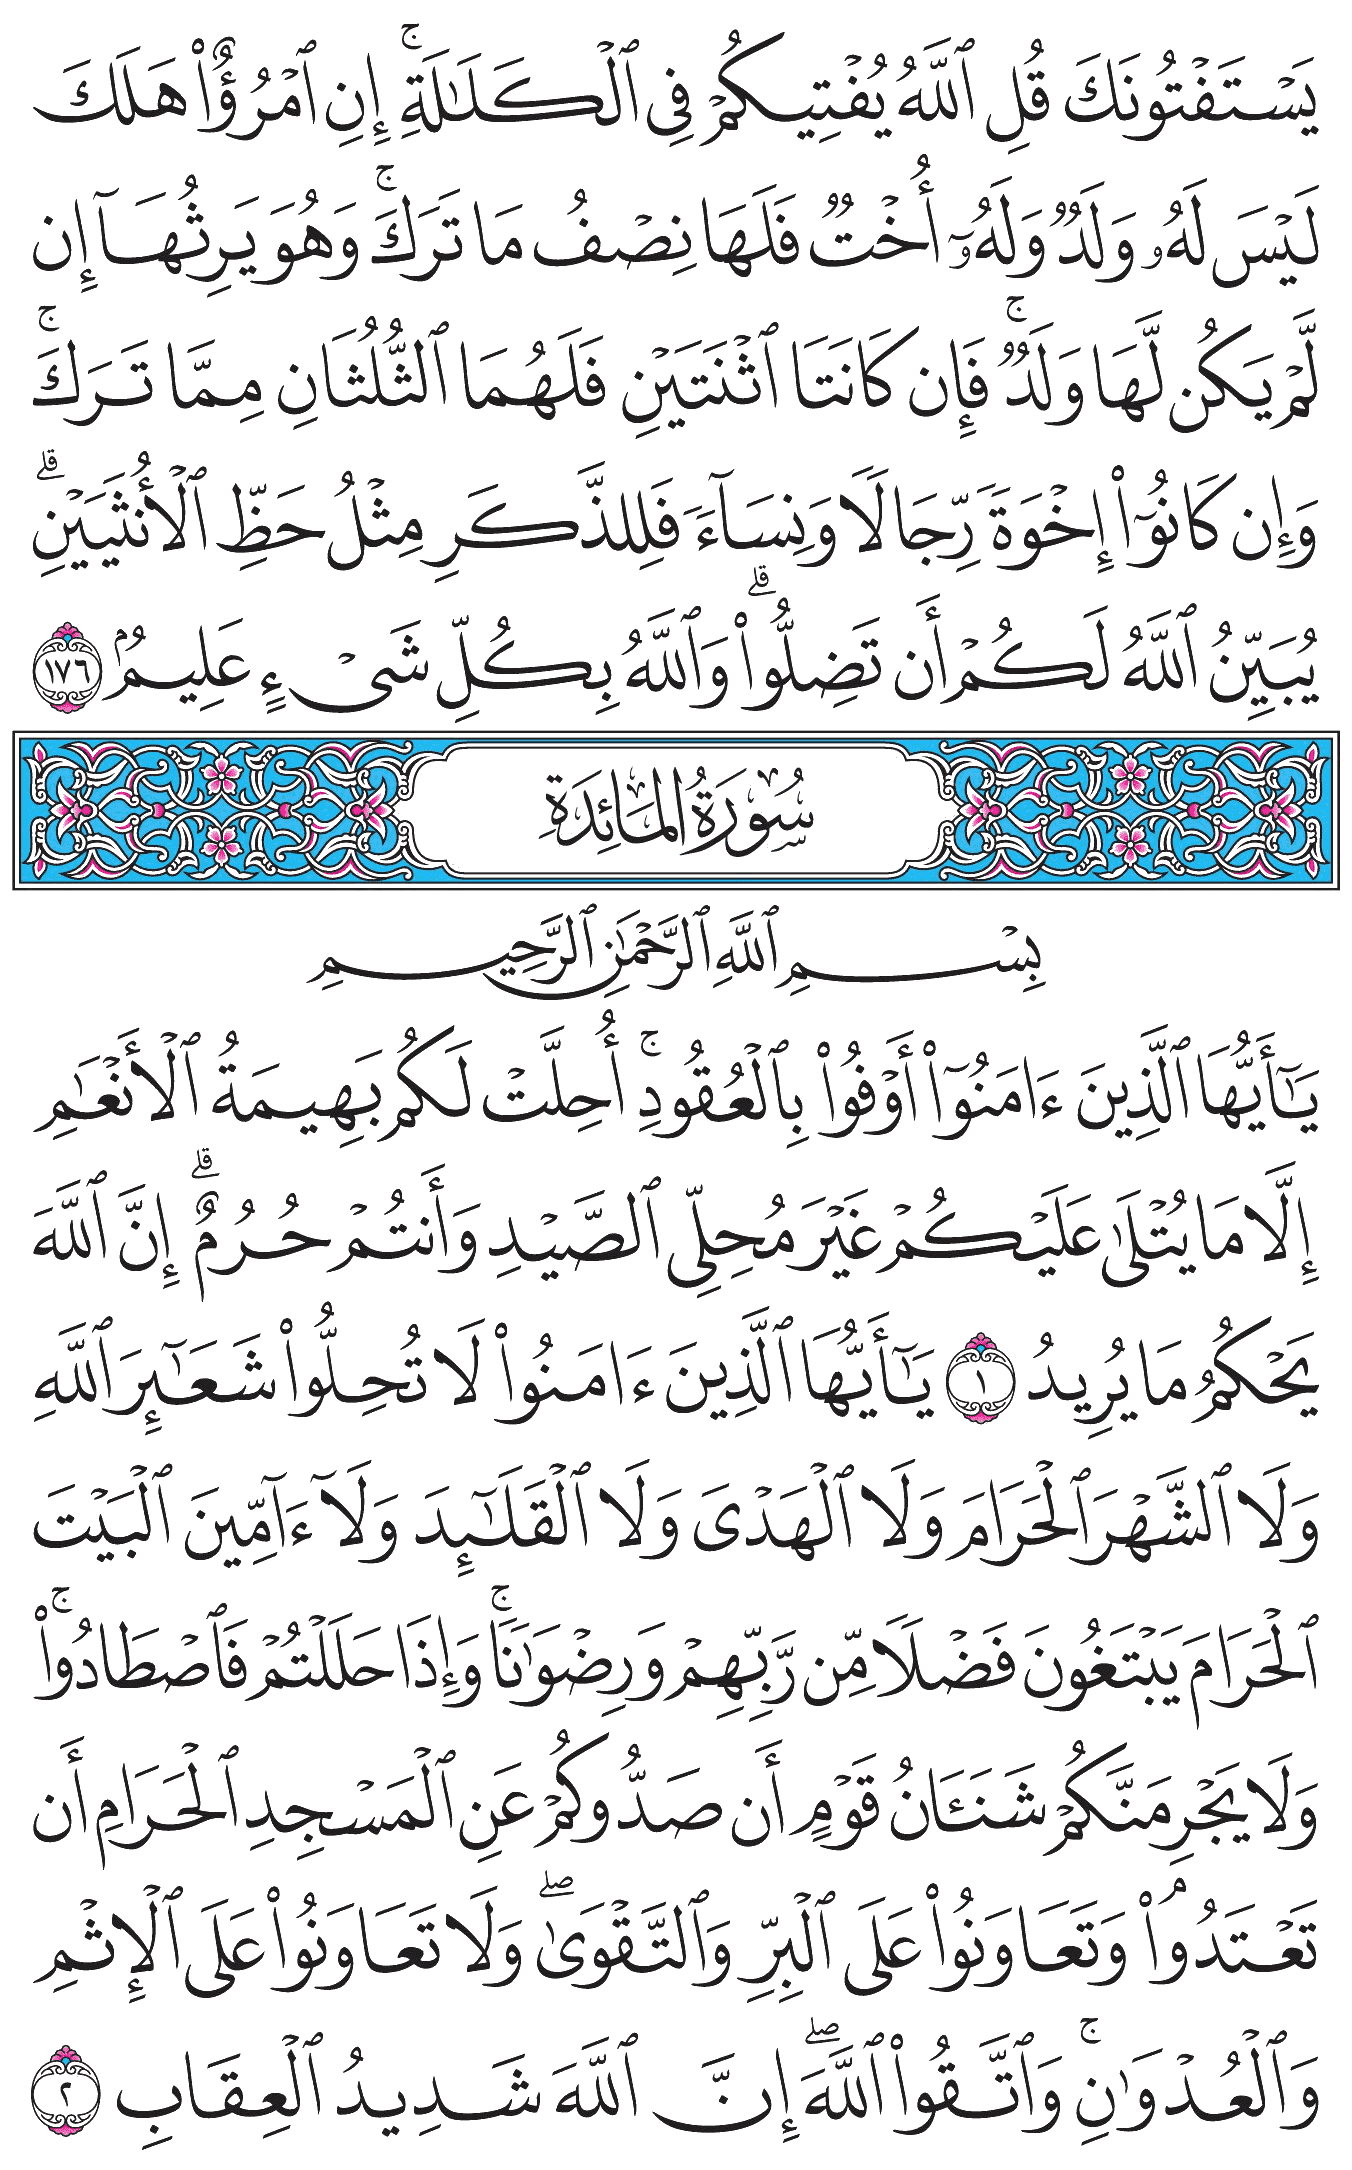 يَسْتَفْتُونَكَ قُلِ ٱللَّهُ يُفْتِيكُمْ فِى ٱلْكَلَـٰلَةِ ۚ إِنِ ٱمْرُؤٌا۟ هَلَكَ
لَيْسَ لَهُۥ وَلَدٌ وَلَهُۥٓ أُخْتٌ فَلَهَا نِصْفُ مَا تَرَكَ ۚ وَهُوَ يَرِثُهَآ إِن
لَّمْ يَكُن لَّهَا وَلَدٌ ۚ فَإِن كَانَتَا ٱثْنَتَيْنِ فَلَهُمَا ٱلثُّلُثَانِ مِمَّا تَرَكَ ۚ
وَإِن كَانُوٓا۟ إِخْوَةً رِّجَالًا وَنِسَآءً فَلِلذَّكَرِ مِثْلُ حَظِّ ٱلْأُنثَيَيْنِ ۗ
يُبَيِّنُ ٱللَّهُ لَكُمْ أَن تَضِلُّوا۟ ۗ وَٱللَّهُ بِكُلِّ شَىْءٍ عَلِيمٌۢ ١٧٦
سُورَةُ المَائِدَةِ
بِسْمِ ٱللَّهِ ٱلرَّحْمَـٰنِ ٱلرَّحِيمِ
يَـٰٓأَيُّهَا ٱلَّذِينَ ءَامَنُوٓا۟ أَوْفُوا۟ بِٱلْعُقُودِ ۚ أُحِلَّتْ لَكُم بَهِيمَةُ ٱلْأَنْعَـٰمِ
إِلَّا مَا يُتْلَىٰ عَلَيْكُمْ غَيْرَ مُحِلِّى ٱلصَّيْدِ وَأَنتُمْ حُرُمٌ ۗ إِنَّ ٱللَّهَ
يَحْكُمُ مَا يُرِيدُ ١ يَـٰٓأَيُّهَا ٱلَّذِينَ ءَامَنُوا۟ لَا تُحِلُّوا۟ شَعَـٰٓئِرَ ٱللَّهِ
وَلَا ٱلشَّهْرَ ٱلْحَرَامَ وَلَا ٱلْهَدْىَ وَلَا ٱلْقَلَـٰٓئِدَ وَلَآ ءَآمِّينَ ٱلْبَيْتَ
ٱلْحَرَامَ يَبْتَغُونَ فَضْلًا مِّن رَّبِّهِمْ وَرِضْوَٰنًا ۚ وَإِذَا حَلَلْتُمْ فَٱصْطَادُوا۟ ۚ
وَلَا يَجْرِمَنَّكُمْ شَنَـَٔانُ قَوْمٍ أَن صَدُّوكُمْ عَنِ ٱلْمَسْجِدِ ٱلْحَرَامِ أَن
تَعْتَدُوا۟ ۘ وَتَعَاوَنُوا۟ عَلَى ٱلْبِرِّ وَٱلتَّقْوَىٰ ۖ وَلَا تَعَاوَنُوا۟ عَلَى ٱلْإِثْمِ
وَٱلْعُدْوَٰنِ ۚ وَٱتَّقُوا۟ ٱللَّهَ ۖ إِنَّ ٱللَّهَ شَدِيدُ ٱلْعِقَابِ ٢